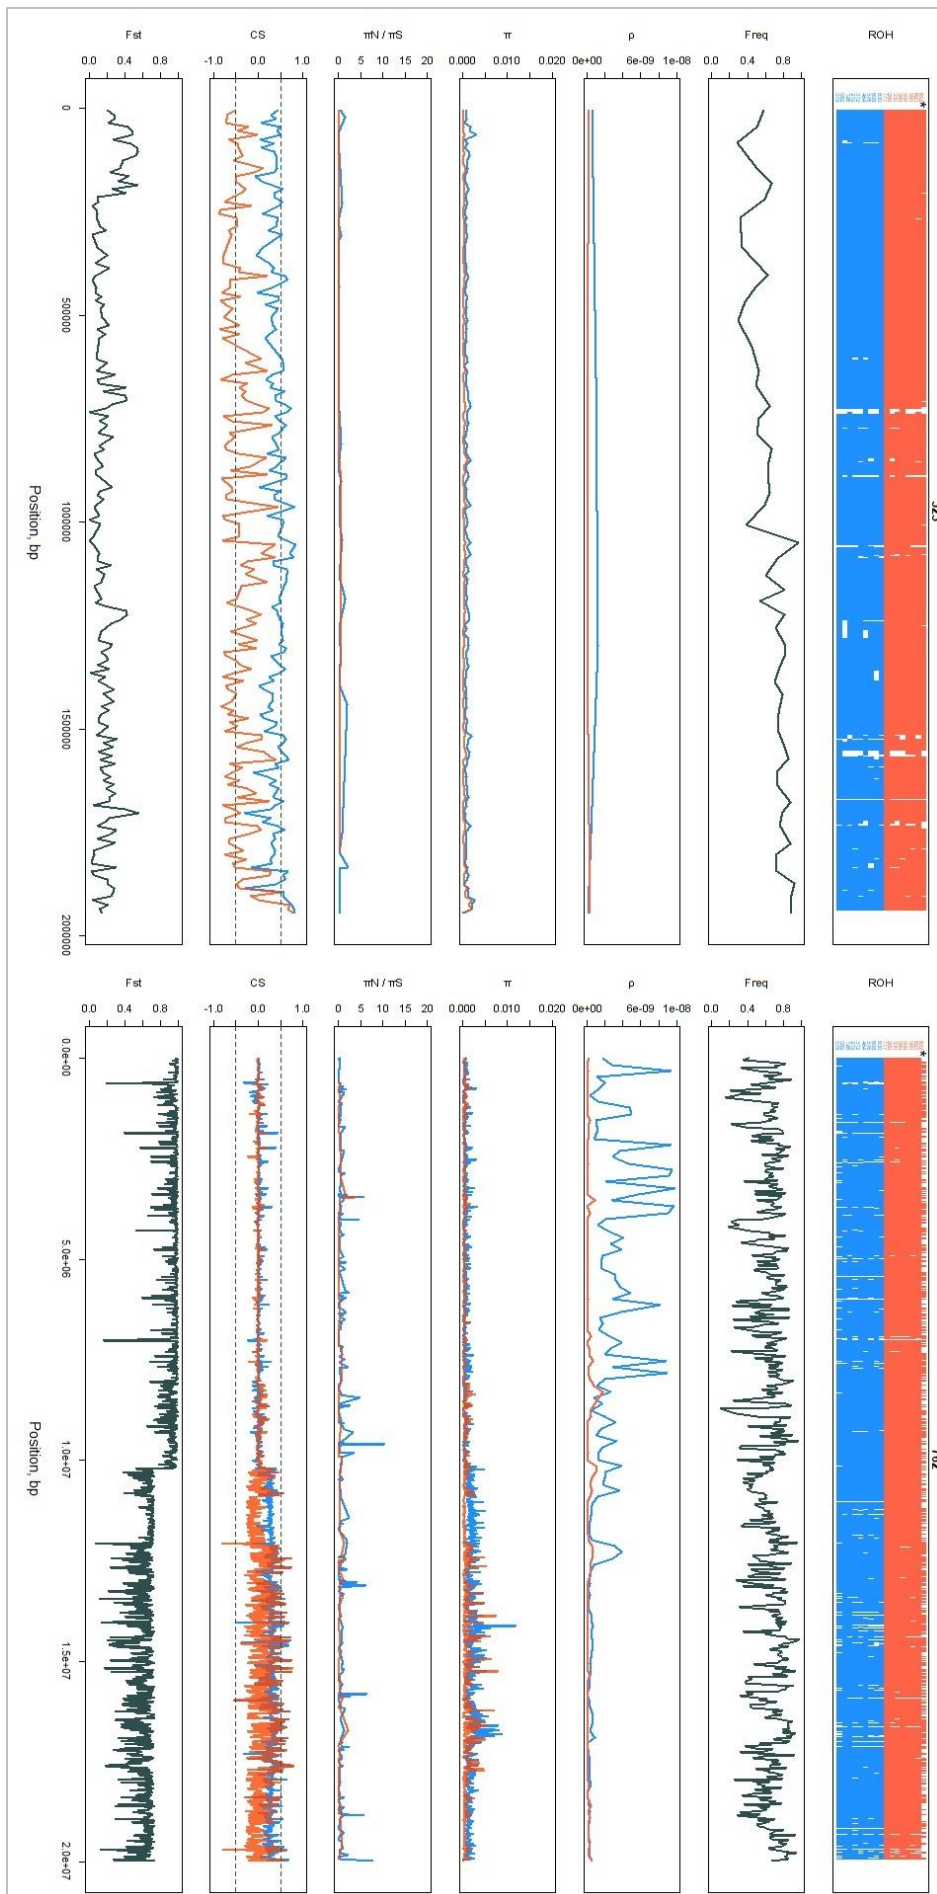 Fst
0.0 0.4 0.8
CS
-1.0 0.0 1.0
πN / πS
0 5 15 20
π
0.000 0.010 0.020
ρ
0e+00 6e-09 1e-08
Freq
0.0 0.4 0.8
ROH
*
0
500000
1000000
1500000
2000000
Position, bp
Fst
0.0 0.4 0.8
CS
-1.0 0.0 1.0
πN / πS
0 5 15 20
π
0.000 0.010 0.020
ρ
0e+00 6e-09 1e-08
Freq
0.0 0.4 0.8
ROH
*
0.0e+00
5.0e+06
1.0e+07
1.5e+07
2.0e+07
Position, bp